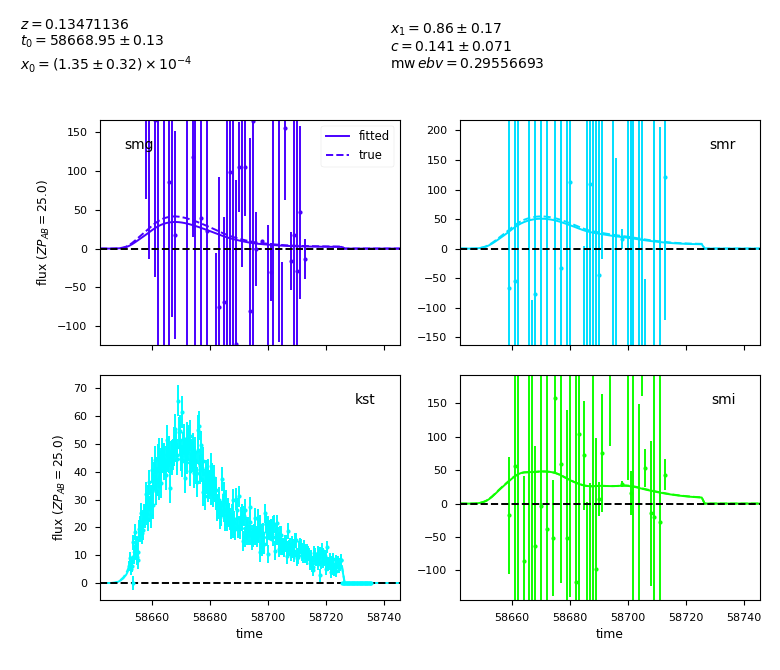 z = 0.13471136
t₀ = 58668.95 ± 0.13
x₀ = (1.35 ± 0.32) × 10⁻⁴
x₁ = 0.86 ± 0.17
c = 0.141 ± 0.071
mwebv = 0.29556693
smg
fitted
true
150
100
50
0
−50
−100
flux (ZP_AB = 25.0)
smr
200
150
100
50
0
−50
−100
−150
kst
70
60
50
40
30
20
10
0
flux (ZP_AB = 25.0)
58660 58680 58700 58720 58740
time
smi
150
100
50
0
−50
−100
58660 58680 58700 58720 58740
time